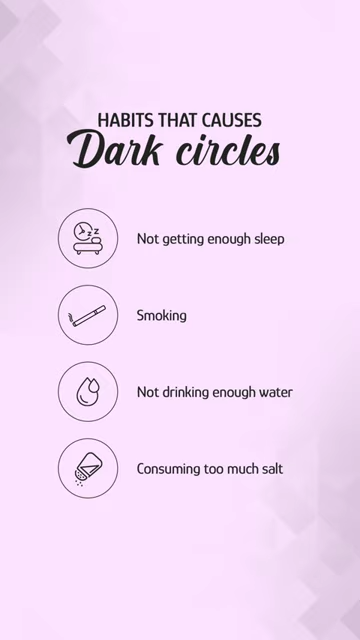 HABITS THAT CAUSES
Dark circles
Not getting enough sleep
Smoking
Not drinking enough water
Consuming too much salt